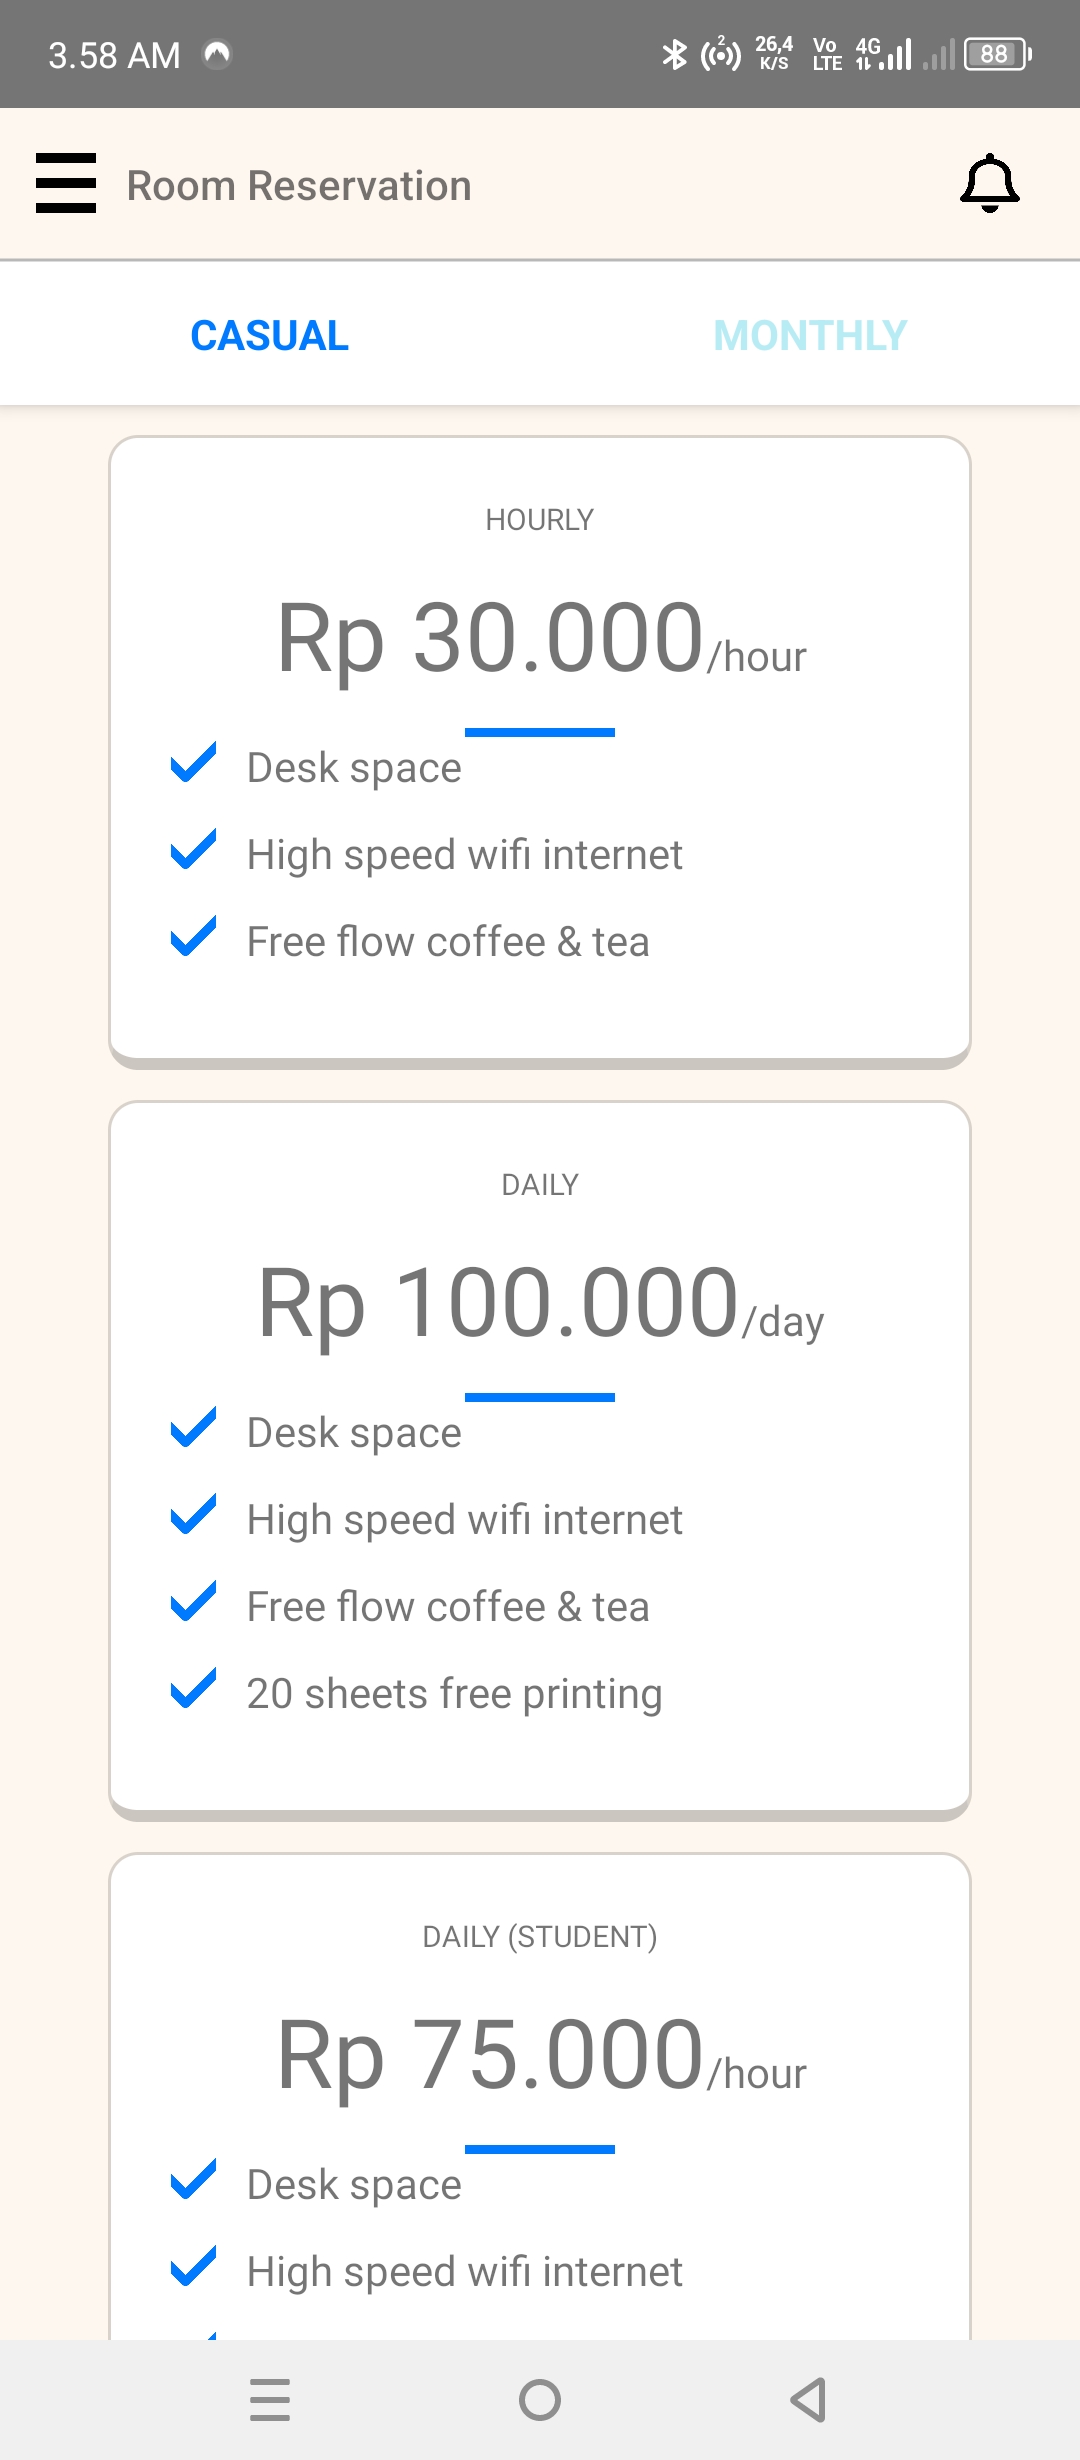 3.58 AM 2 26,4 K/S Vo LTE 4G 88
Room Reservation
CASUAL MONTHLY
HOURLY
Rp 30.000/hour
Desk space
High speed wifi internet
Free flow coffee & tea
DAILY
Rp 100.000/day
Desk space
High speed wifi internet
Free flow coffee & tea
20 sheets free printing
DAILY (STUDENT)
Rp 75.000/hour
Desk space
High speed wifi internet